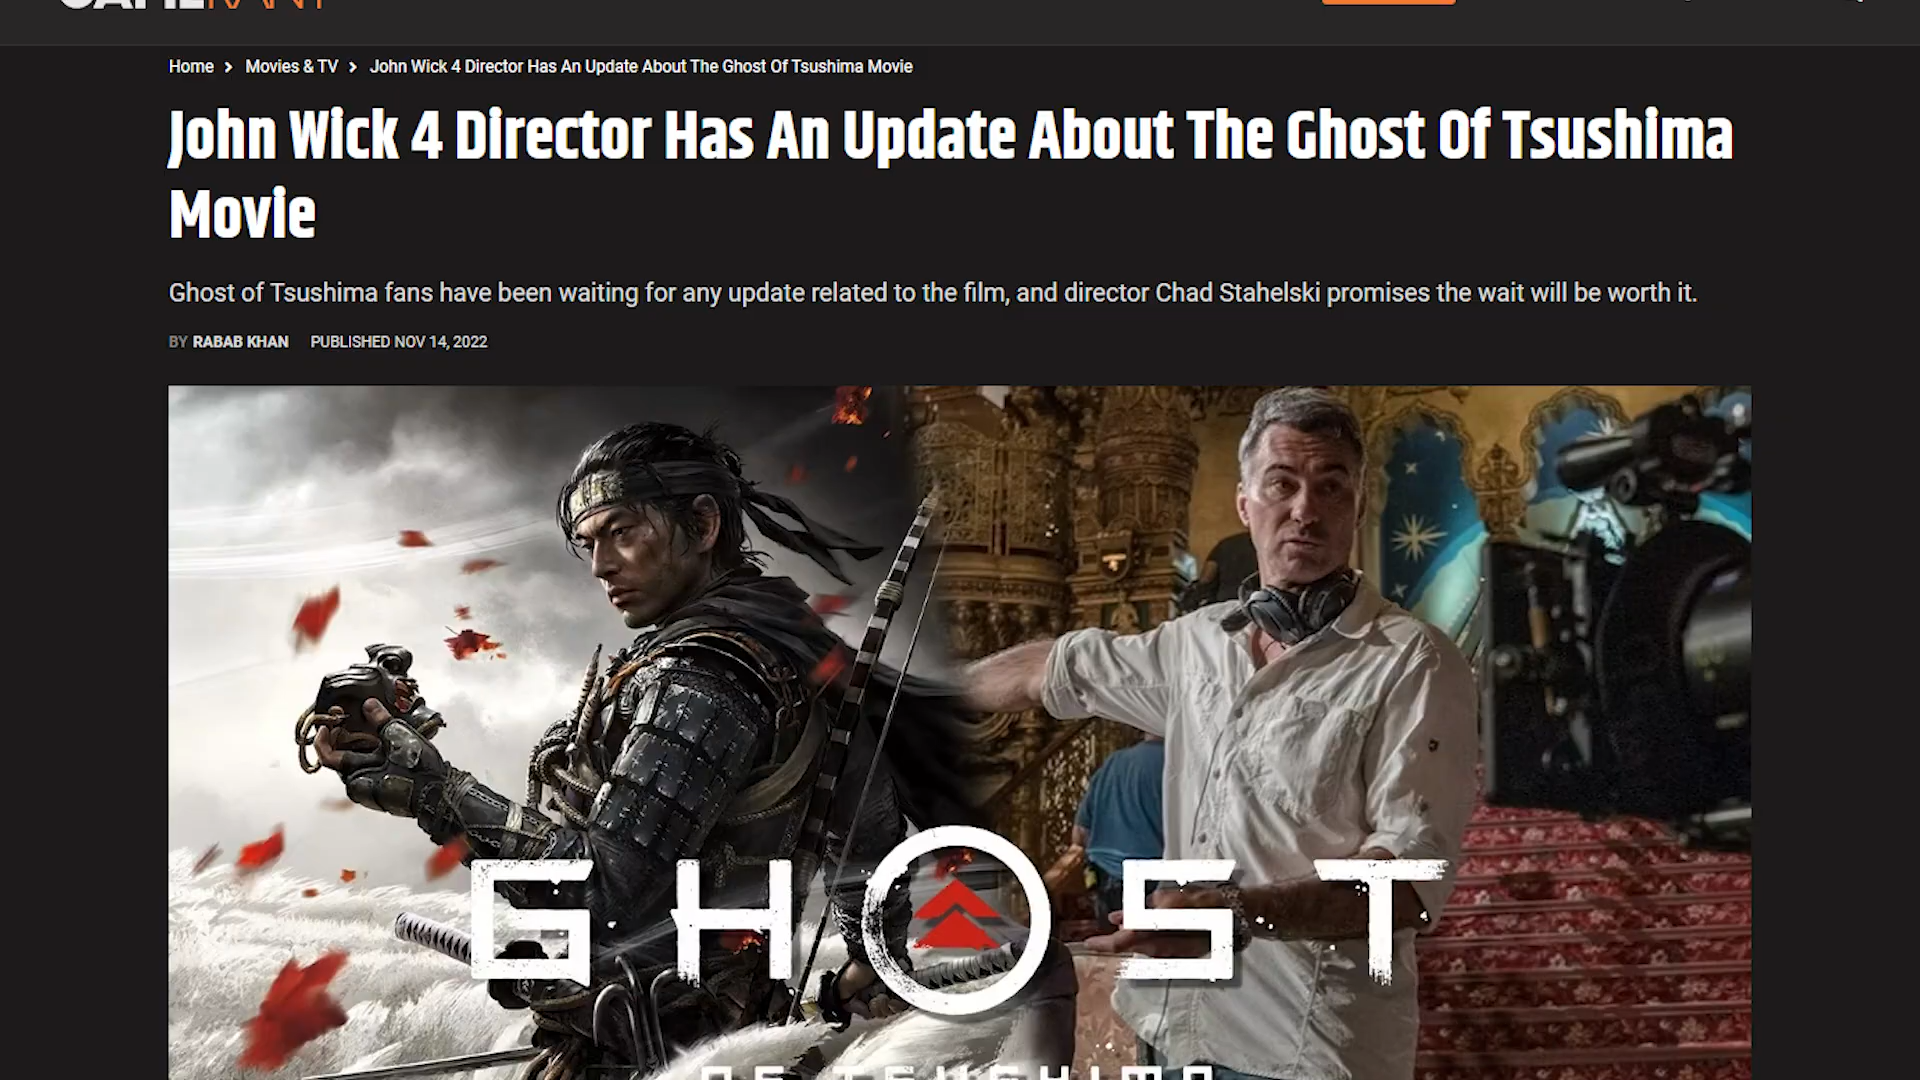 Home > Movies & TV > John Wick 4 Director Has An Update About The Ghost Of Tsushima Movie
John Wick 4 Director Has An Update About The Ghost Of Tsushima
Movie
Ghost of Tsushima fans have been waiting for any update related to the film, and director Chad Stahelski promises the wait will be worth it.
BY RABAB KHAN PUBLISHED NOV 14, 2022
GHOST
OF TSUSHIMA